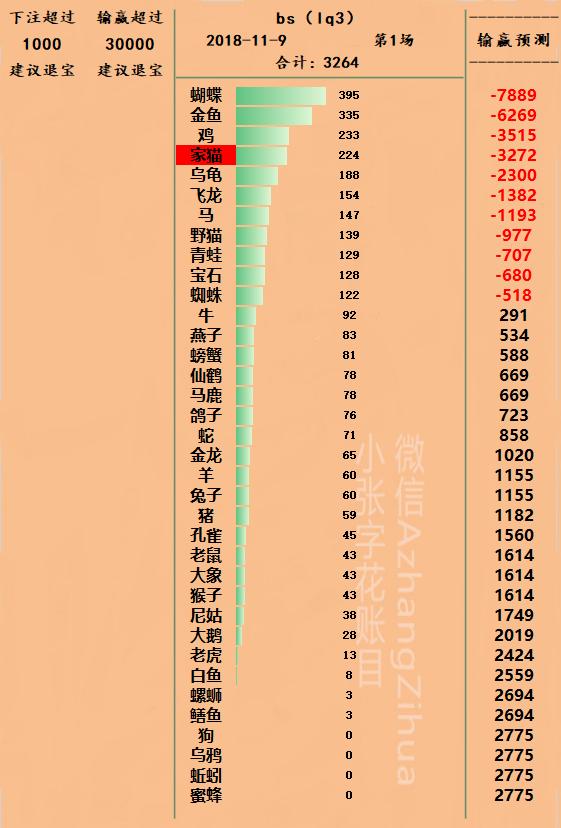 下注超过 输赢超过
1000 30000
建议退宝 建议退宝
bs（lq3）
2018-11-9 第1场
合计：3264
输赢预测
蝴蝶 395 -7889
金鱼 335 -6269
鸡 233 -3515
家猫 224 -3272
乌龟 188 -2300
飞龙 154 -1382
马 147 -1193
野猫 139 -977
青蛙 129 -707
宝石 128 -680
蜘蛛 122 -518
牛 92 291
燕子 83 534
螃蟹 81 588
仙鹤 78 669
马鹿 78 669
鸽子 76 723
蛇 71 858
金龙 65 1020
羊 60 1155
兔子 60 1155
猪 59 1182
孔雀 45 1560
老鼠 43 1614
大象 43 1614
猴子 43 1614
尼姑 38 1749
大鹅 28 2019
老虎 13 2424
白鱼 8 2559
螺蛳 3 2694
鳝鱼 3 2694
狗 0 2775
乌鸦 0 2775
蚯蚓 0 2775
蜜蜂 0 2775
微信AzhangZihua
小张字花账目